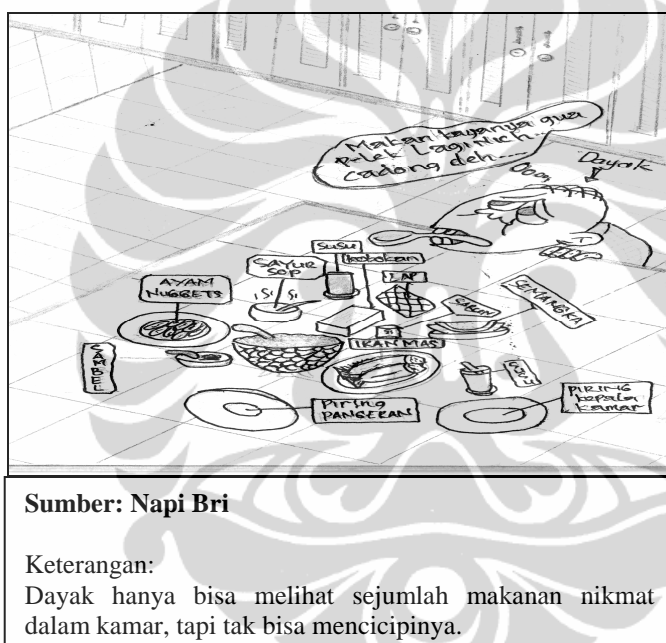 Makan kayanya gua
P-lek Lagi Nich...
cadong deh....
Dayak
SUSU
kobokan
SAYUR
SOP
LAP
AYAM
NUGGETS
SEMANGKA
SABUN
SAMBEL
IKAN MAS
PIRING
PANGERAN
PIRING
kepala
kamar
Sumber: Napi Bri
Keterangan:
Dayak hanya bisa melihat sejumlah makanan nikmat
dalam kamar, tapi tak bisa mencicipinya.